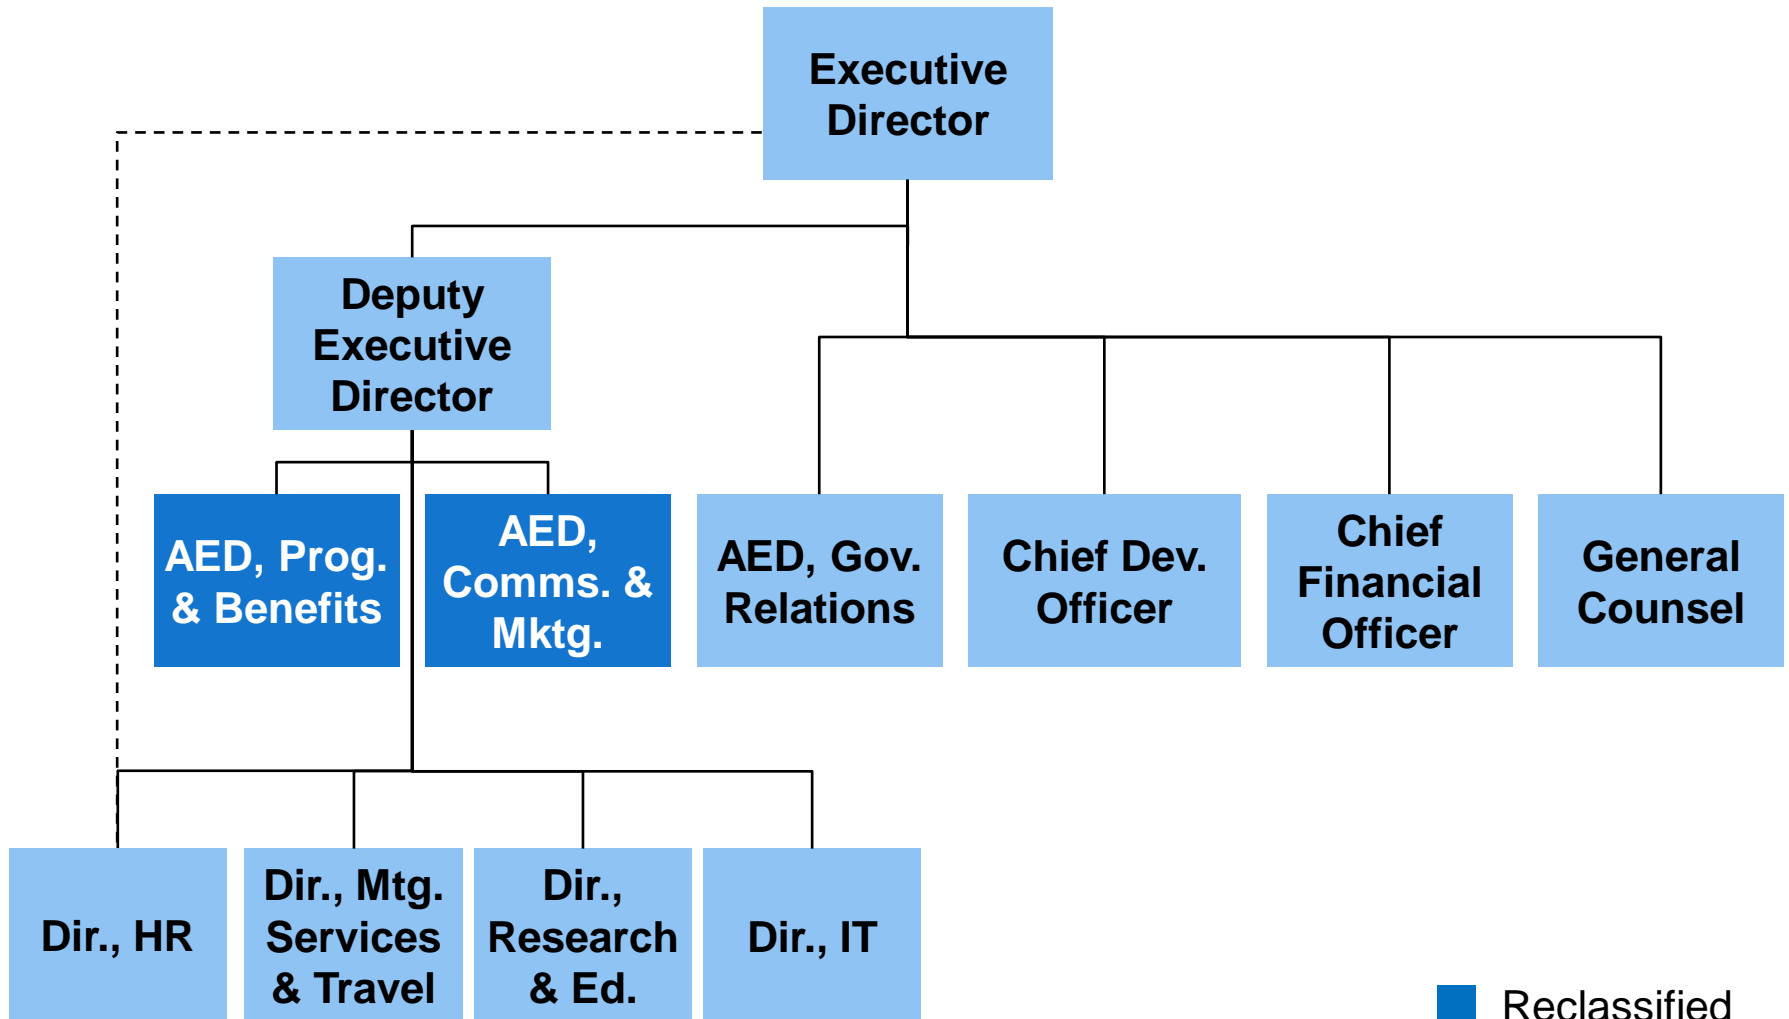 Executive
Director
Deputy
Executive
Director
AED, Prog.
& Benefits
AED,
Comms. &
Mktg.
AED, Gov.
Relations
Chief Dev.
Officer
Chief
Financial
Officer
General
Counsel
Dir., HR
Dir., Mtg.
Services
& Travel
Dir.,
Research
& Ed.
Dir., IT
Reclassified